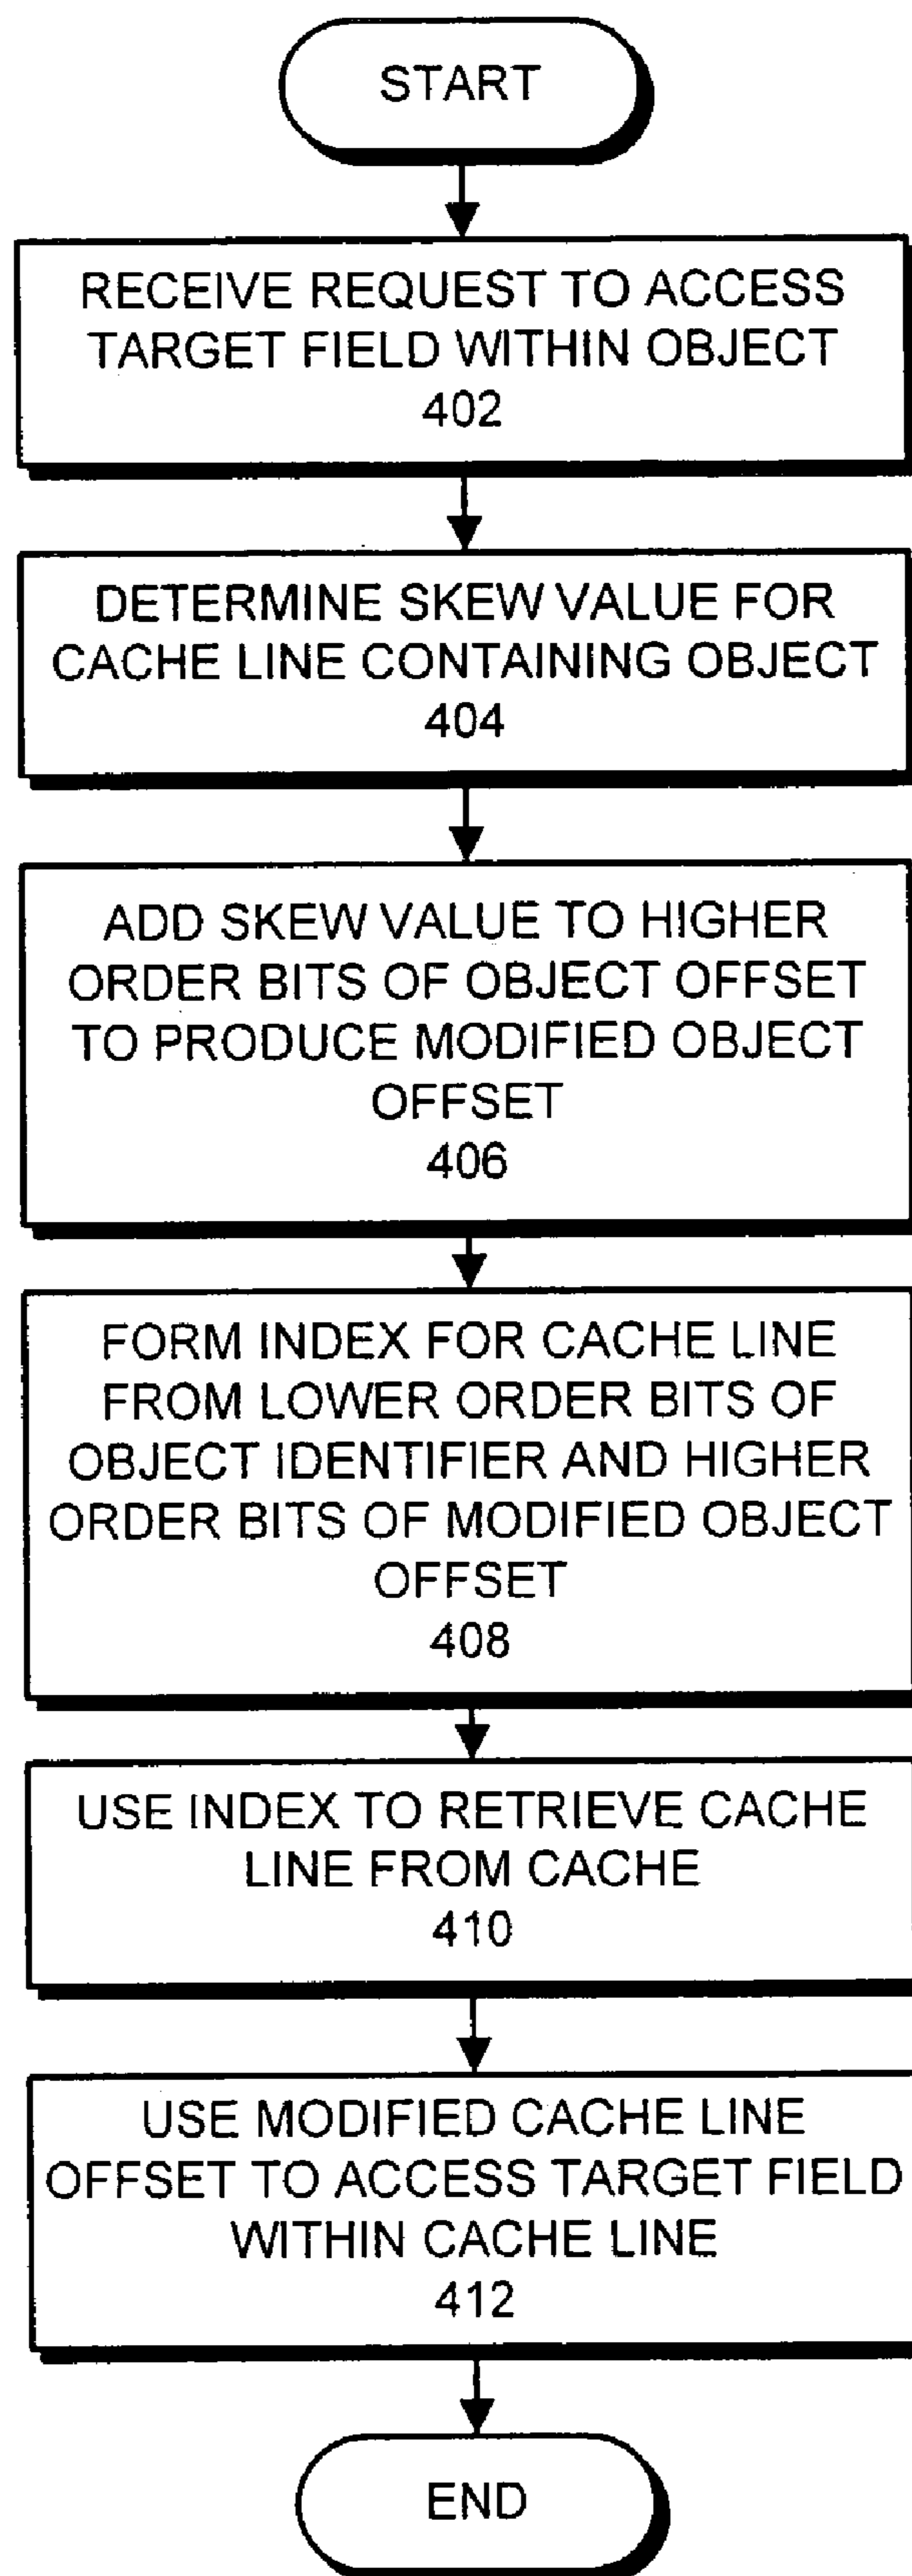 START
RECEIVE REQUEST TO ACCESS
TARGET FIELD WITHIN OBJECT
402
DETERMINE SKEW VALUE FOR
CACHE LINE CONTAINING OBJECT
404
ADD SKEW VALUE TO HIGHER
ORDER BITS OF OBJECT OFFSET
TO PRODUCE MODIFIED OBJECT
OFFSET
406
FORM INDEX FOR CACHE LINE
FROM LOWER ORDER BITS OF
OBJECT IDENTIFIER AND HIGHER
ORDER BITS OF MODIFIED OBJECT
OFFSET
408
USE INDEX TO RETRIEVE CACHE
LINE FROM CACHE
410
USE MODIFIED CACHE LINE
OFFSET TO ACCESS TARGET FIELD
WITHIN CACHE LINE
412
END